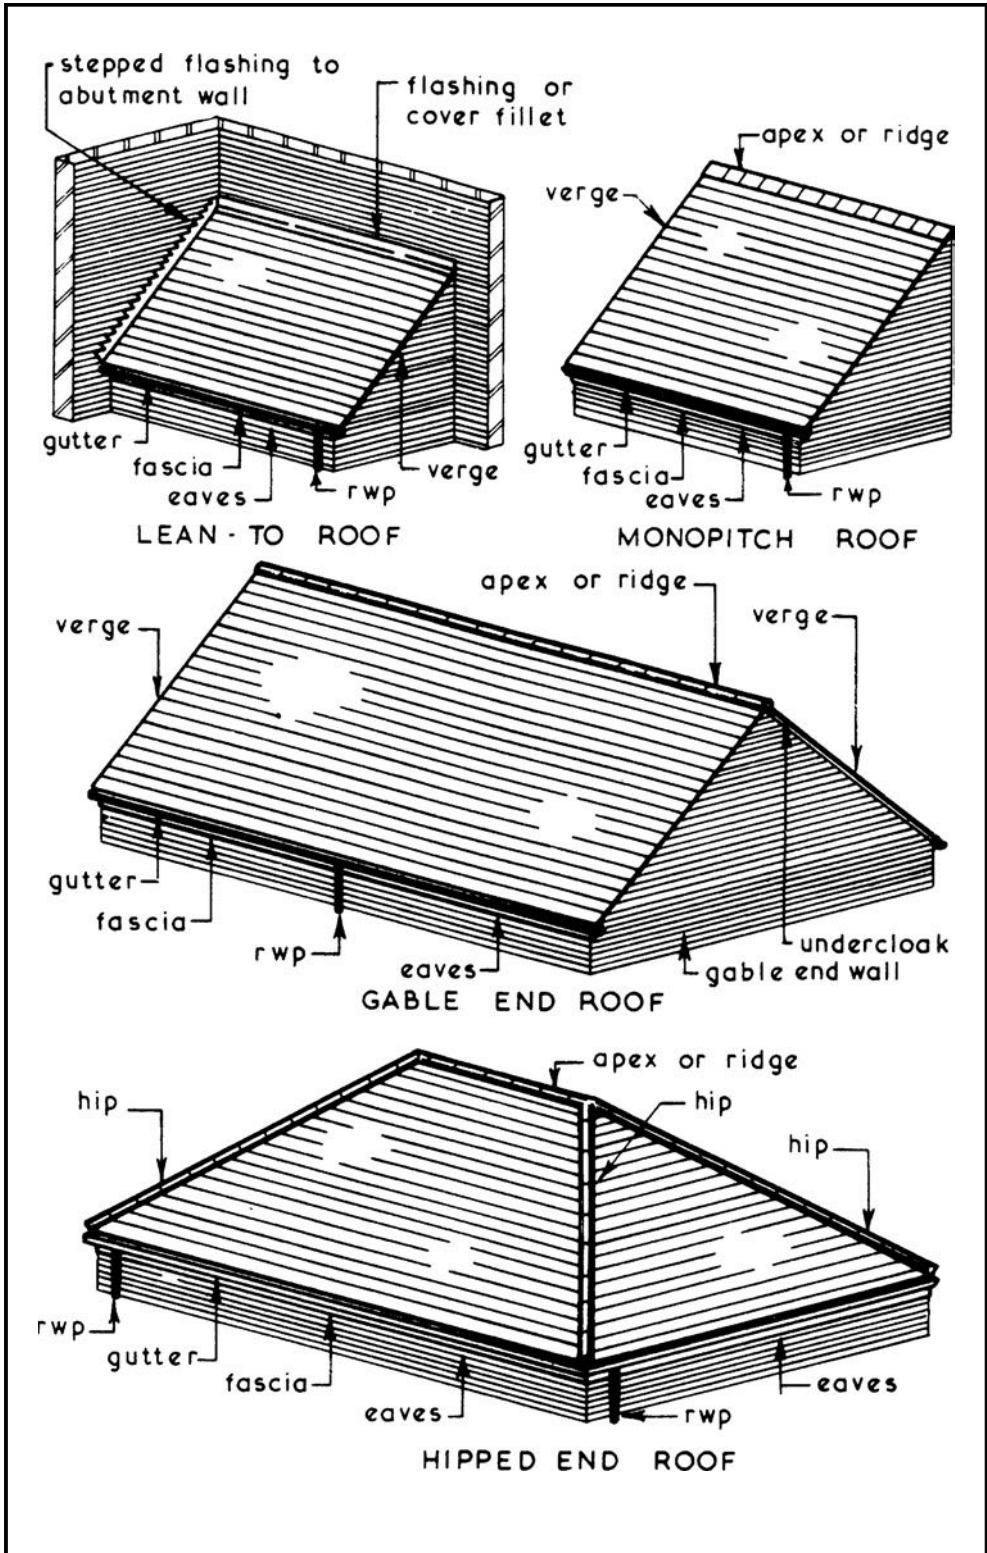 stepped flashing to
abutment wall
flashing or
cover fillet
gutter
fascia
eaves
rwp
verge
LEAN-TO ROOF
apex or ridge
verge
gutter
fascia
eaves
rwp
MONOPITCH ROOF
apex or ridge
verge
verge
gutter
fascia
rwp
eaves
undercloak
gable end wall
GABLE END ROOF
apex or ridge
hip
hip
hip
rwp
gutter
fascia
eaves
rwp
eaves
HIPPED END ROOF